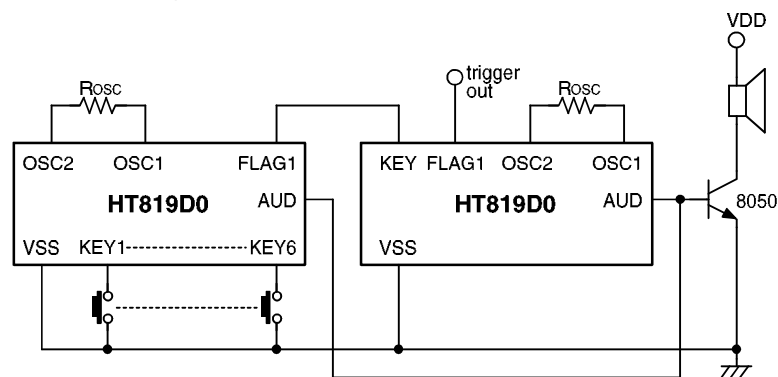 VDD
trigger
out
ROSC
ROSC
OSC2 OSC1 FLAG1
KEY FLAG1 OSC2 OSC1
HT819D0
AUD
HT819D0
AUD
8050
VSS KEY1 KEY6
VSS